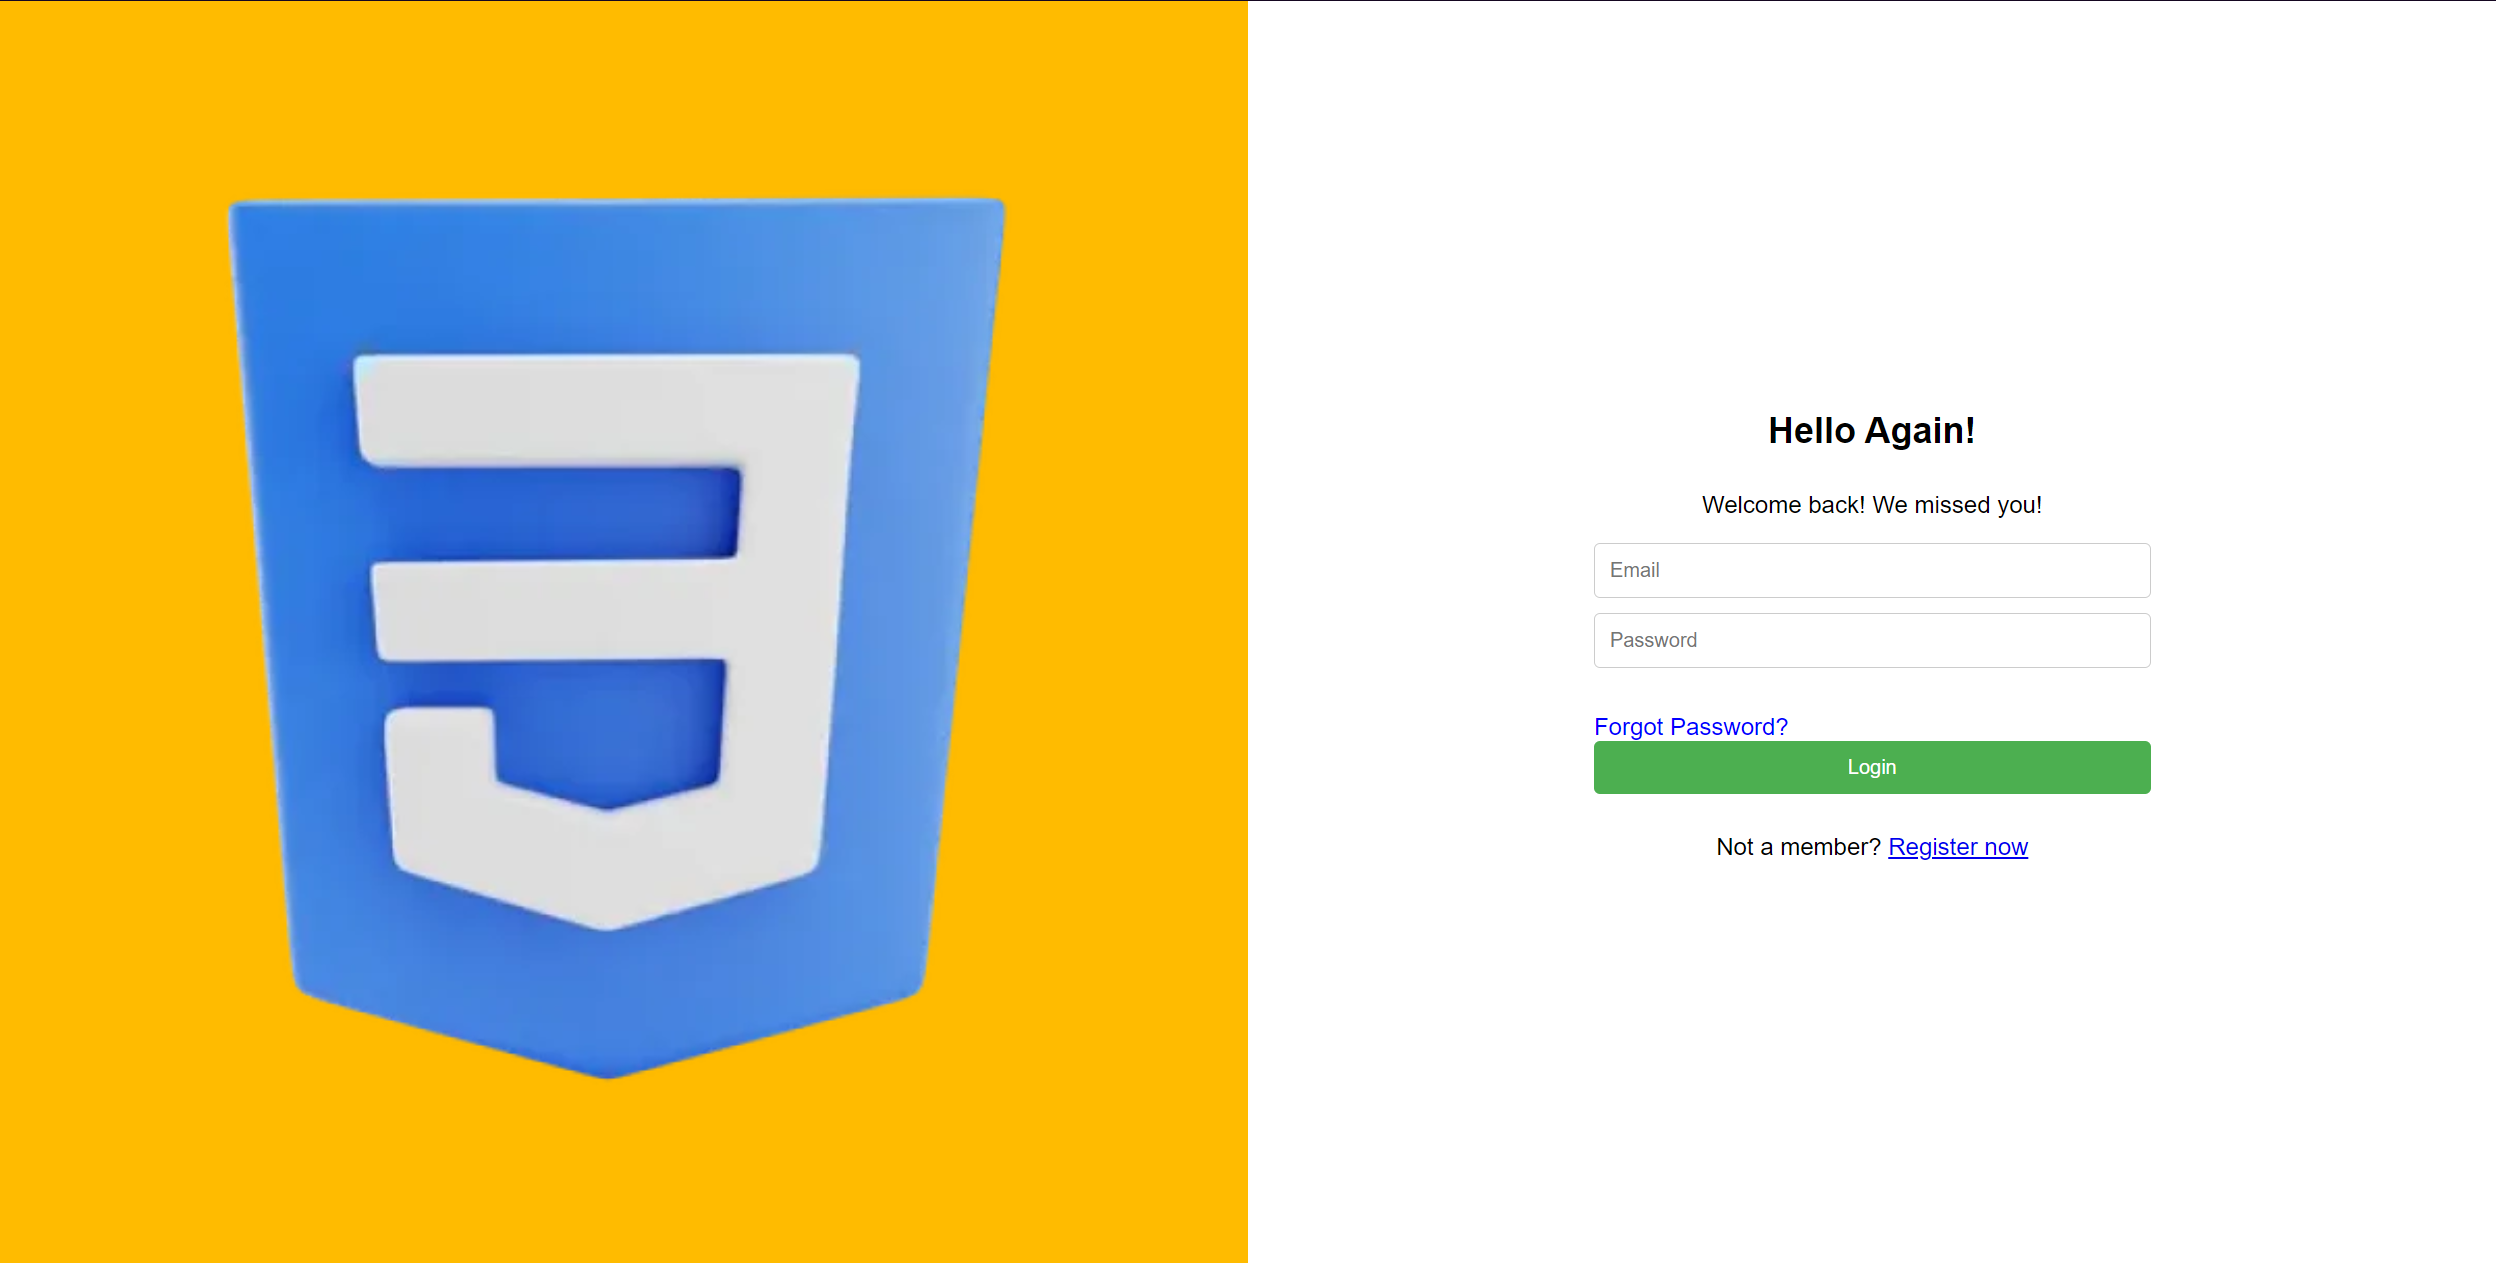 Hello Again!
Welcome back! We missed you!
Email
Password
Forgot Password?
Login
Not a member? Register now